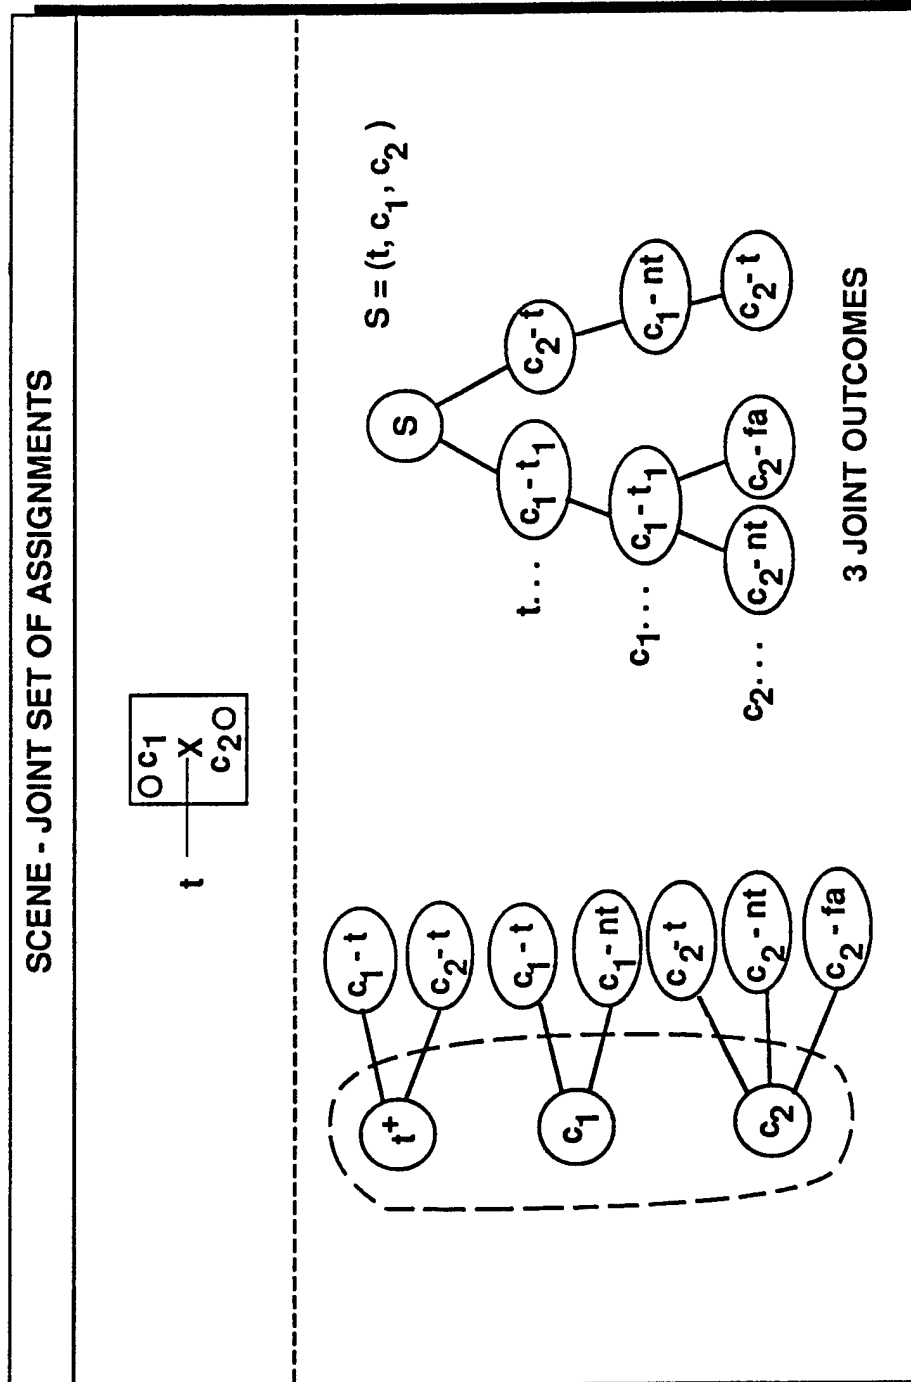 SCENE - JOINT SET OF ASSIGNMENTS
c₁
t X
c₂
t⁺
c₁ - t
c₂ - t
c₁
c₁ - t
c₁ - nt
c₂
c₂ - t
c₂ - nt
c₂ - fa
S = (t, c₁, c₂)
S
t... c₁ - t₁ c₂ - t
c₁... c₁ - t₁ c₁ - nt
c₂... c₂ - nt c₂ - fa c₂ - t
3 JOINT OUTCOMES